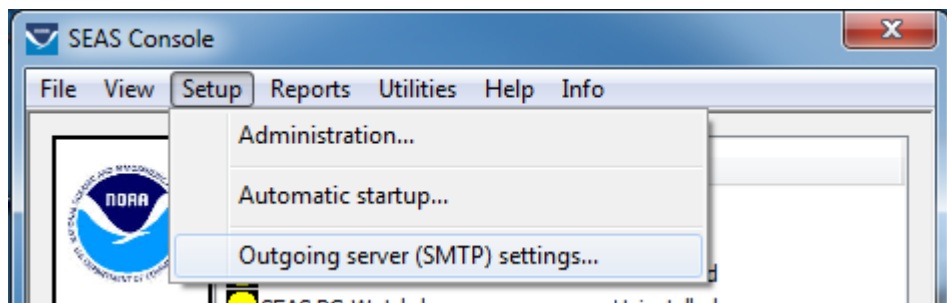 SEAS Console
File View Setup Reports Utilities Help Info
Administration...
NOAA
Automatic startup...
Outgoing server (SMTP) settings...